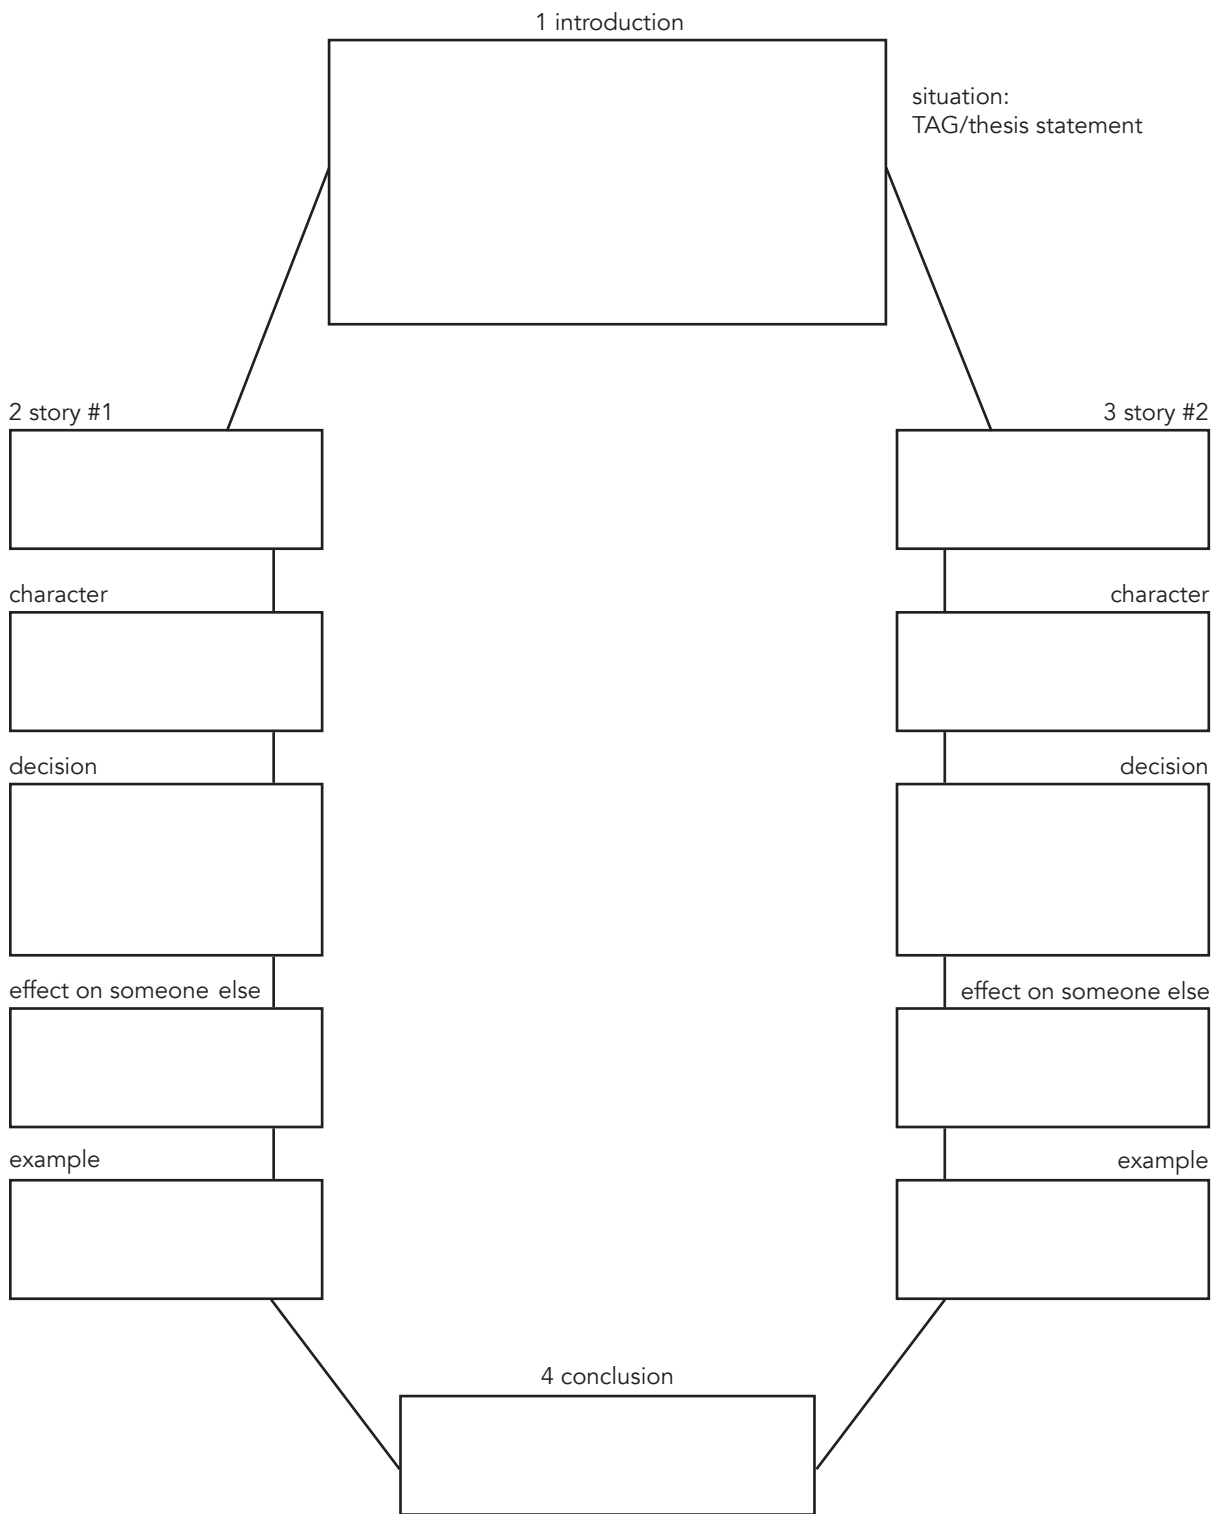 1 introduction
situation:
TAG/thesis statement
2 story #1
3 story #2
character
character
decision
decision
effect on someone else
effect on someone else
example
example
4 conclusion